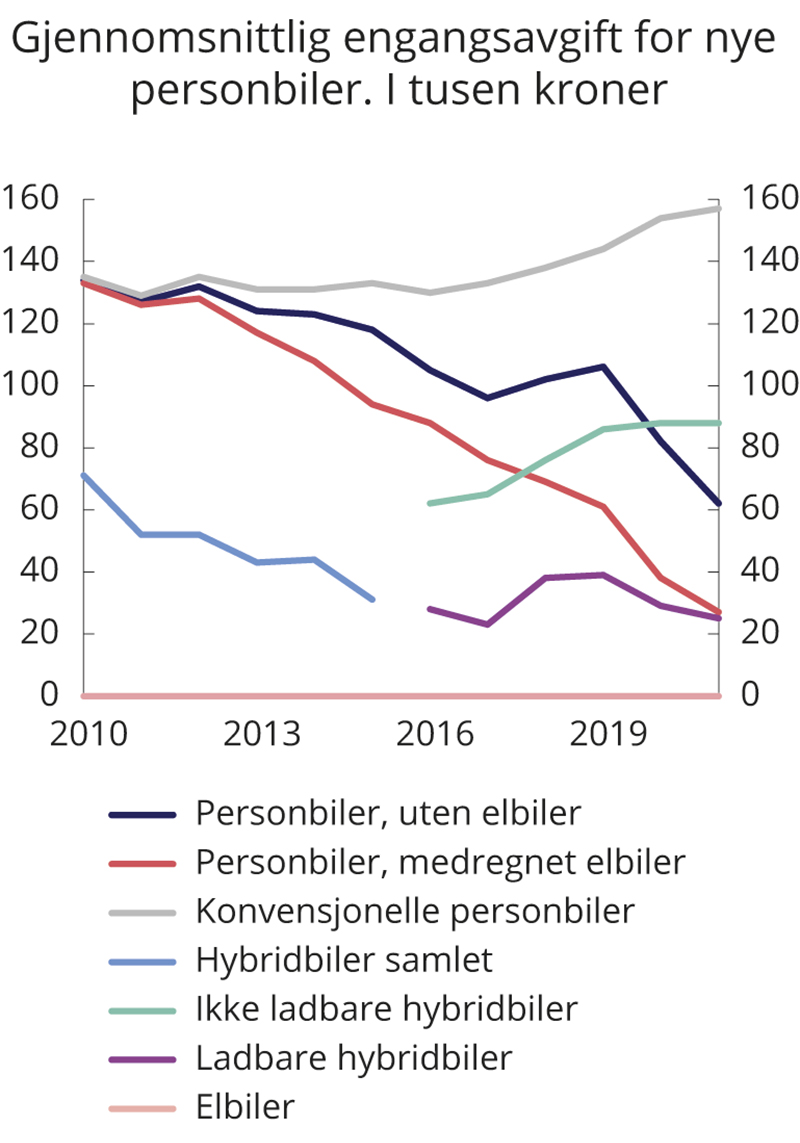 Gjennomsnittlig engangsavgift for nye
personbiler. I tusen kroner
160 160
140 140
120 120
100 100
80 80
60 60
40 40
20 20
0 0
2010 2013 2016 2019
Personbiler, uten elbiler
Personbiler, medregnet elbiler
Konvensjonelle personbiler
Hybridbiler samlet
Ikke ladbare hybridbiler
Ladbare hybridbiler
Elbiler